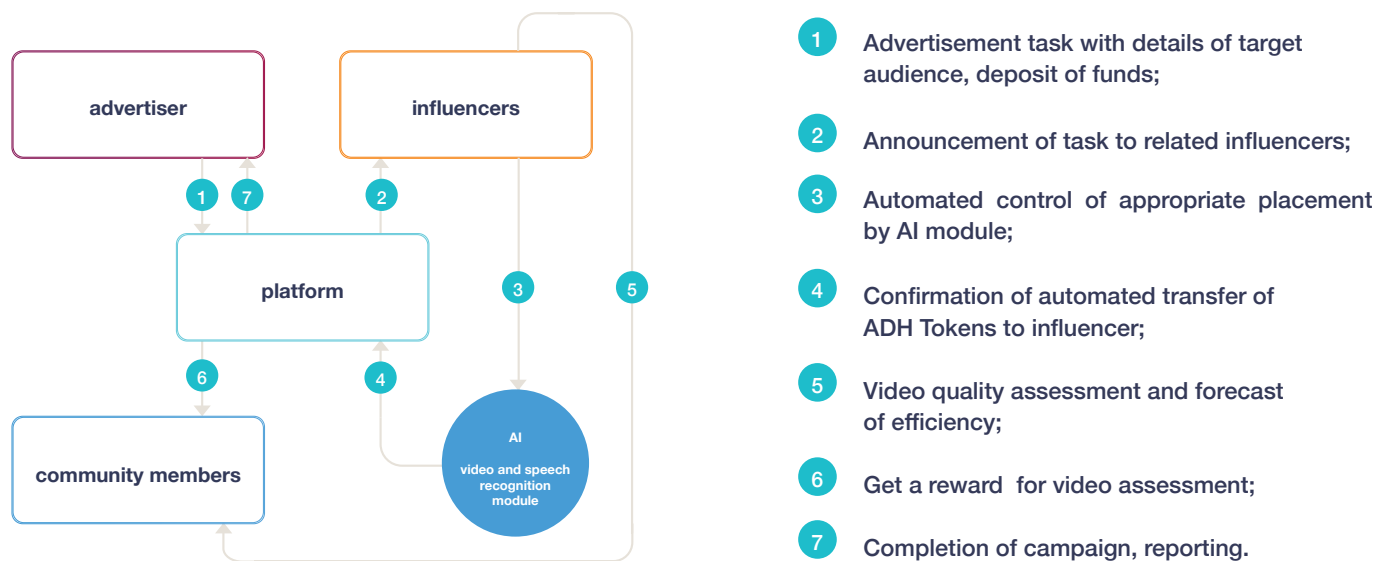 advertiser
influencers
1
7
2
platform
3
5
6
4
community members
AI
video and speech
recognition
module
1
Advertisement task with details of target
audience, deposit of funds;
2
Announcement of task to related influencers;
3
Automated control of appropriate placement
by AI module;
4
Confirmation of automated transfer of
ADH Tokens to influencer;
5
Video quality assessment and forecast
of efficiency;
6
Get a reward for video assessment;
7
Completion of campaign, reporting.